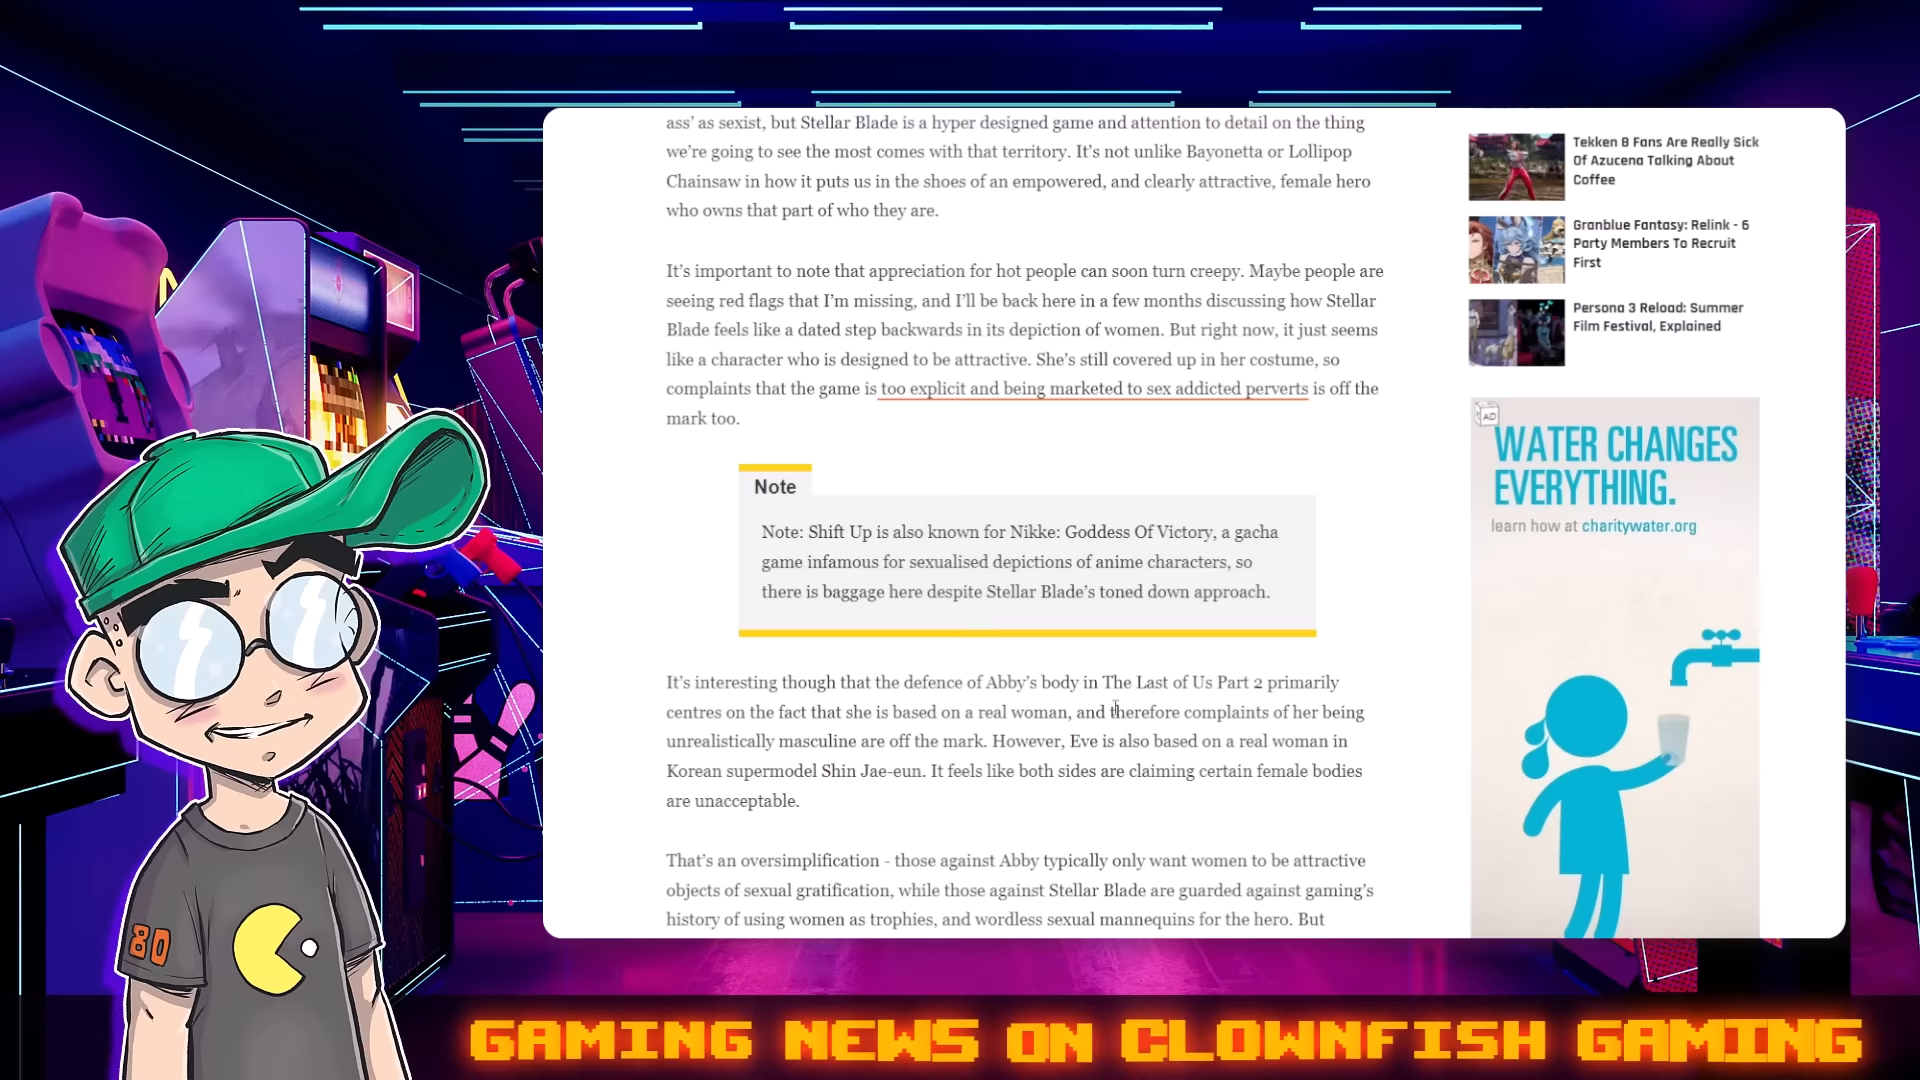 ass’ as sexist, but Stellar Blade is a hyper designed game and attention to detail on the thing
we’re going to see the most comes with that territory. It’s not unlike Bayonetta or Lollipop
Chainsaw in how it puts us in the shoes of an empowered, and clearly attractive, female hero
who owns that part of who they are.
It’s important to note that appreciation for hot people can soon turn creepy. Maybe people are
seeing red flags that I’m missing, and I’ll be back here in a few months discussing how Stellar
Blade feels like a dated step backwards in its depiction of women. But right now, it just seems
like a character who is designed to be attractive. She’s still covered up in her costume, so
complaints that the game is too explicit and being marketed to sex addicted perverts is off the
mark too.
Note
Note: Shift Up is also known for Nikke: Goddess Of Victory, a gacha
game infamous for sexualised depictions of anime characters, so
there is baggage here despite Stellar Blade’s toned down approach.
It’s interesting though that the defence of Abby’s body in The Last of Us Part 2 primarily
centres on the fact that she is based on a real woman, and therefore complaints of her being
unrealistically masculine are off the mark. However, Eve is also based on a real woman in
Korean supermodel Shin Jae-eun. It feels like both sides are claiming certain female bodies
are unacceptable.
That’s an oversimplification - those against Abby typically only want women to be attractive
objects of sexual gratification, while those against Stellar Blade are guarded against gaming’s
history of using women as trophies, and wordless sexual mannequins for the hero. But
Tekken 8 Fans Are Really Sick
Of Azucena Talking About
Coffee
Granblue Fantasy: Relink - 6
Party Members To Recruit
First
Persona 3 Reload: Summer
Film Festival, Explained
AD
WATER CHANGES
EVERYTHING.
learn how at charitywater.org
80
GAMING NEWS ON CLOWNFISH GAMING